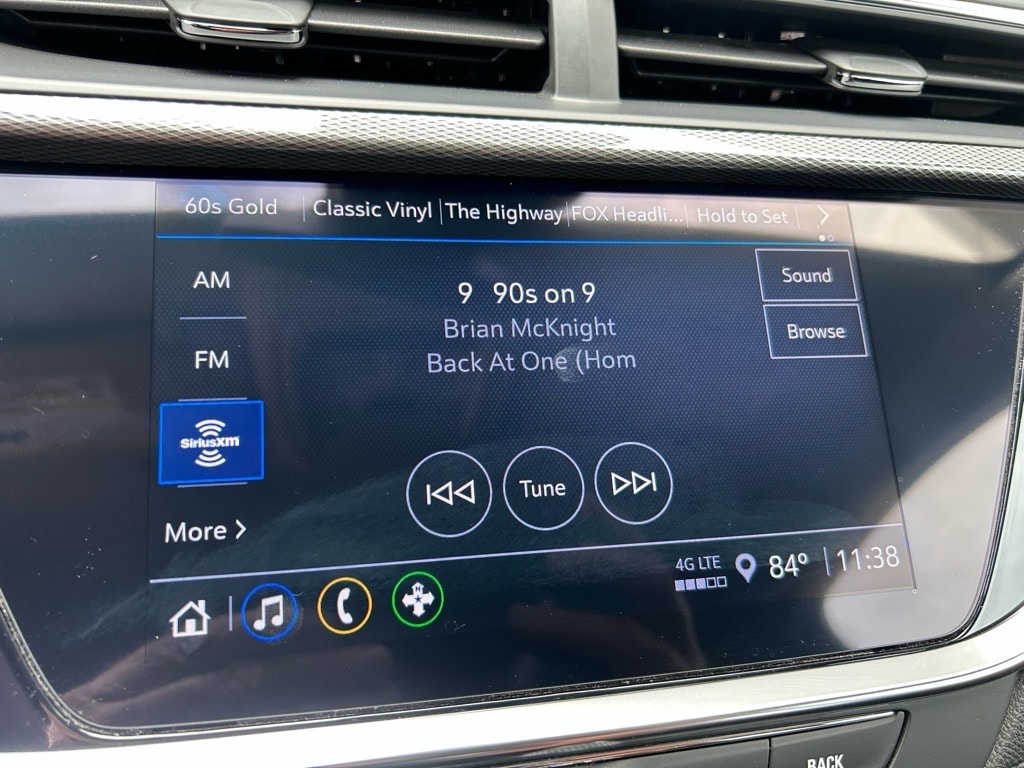 60s Gold Classic Vinyl The Highway FOX Headli... Hold to Set
AM
9 90s on 9
Sound
Brian McKnight
Browse
FM
Back At One (Hom
SiriusXM
Tune
More
4G LTE 84° 11:38
N
BACK